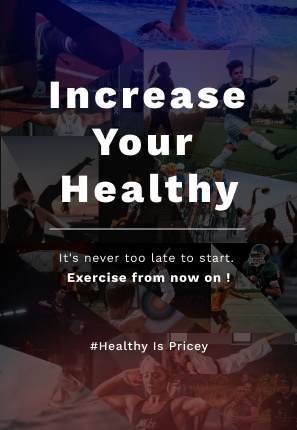 Increase
Your
Healthy
It's never too late to start.
Exercise from now on !
#Healthy Is Pricey